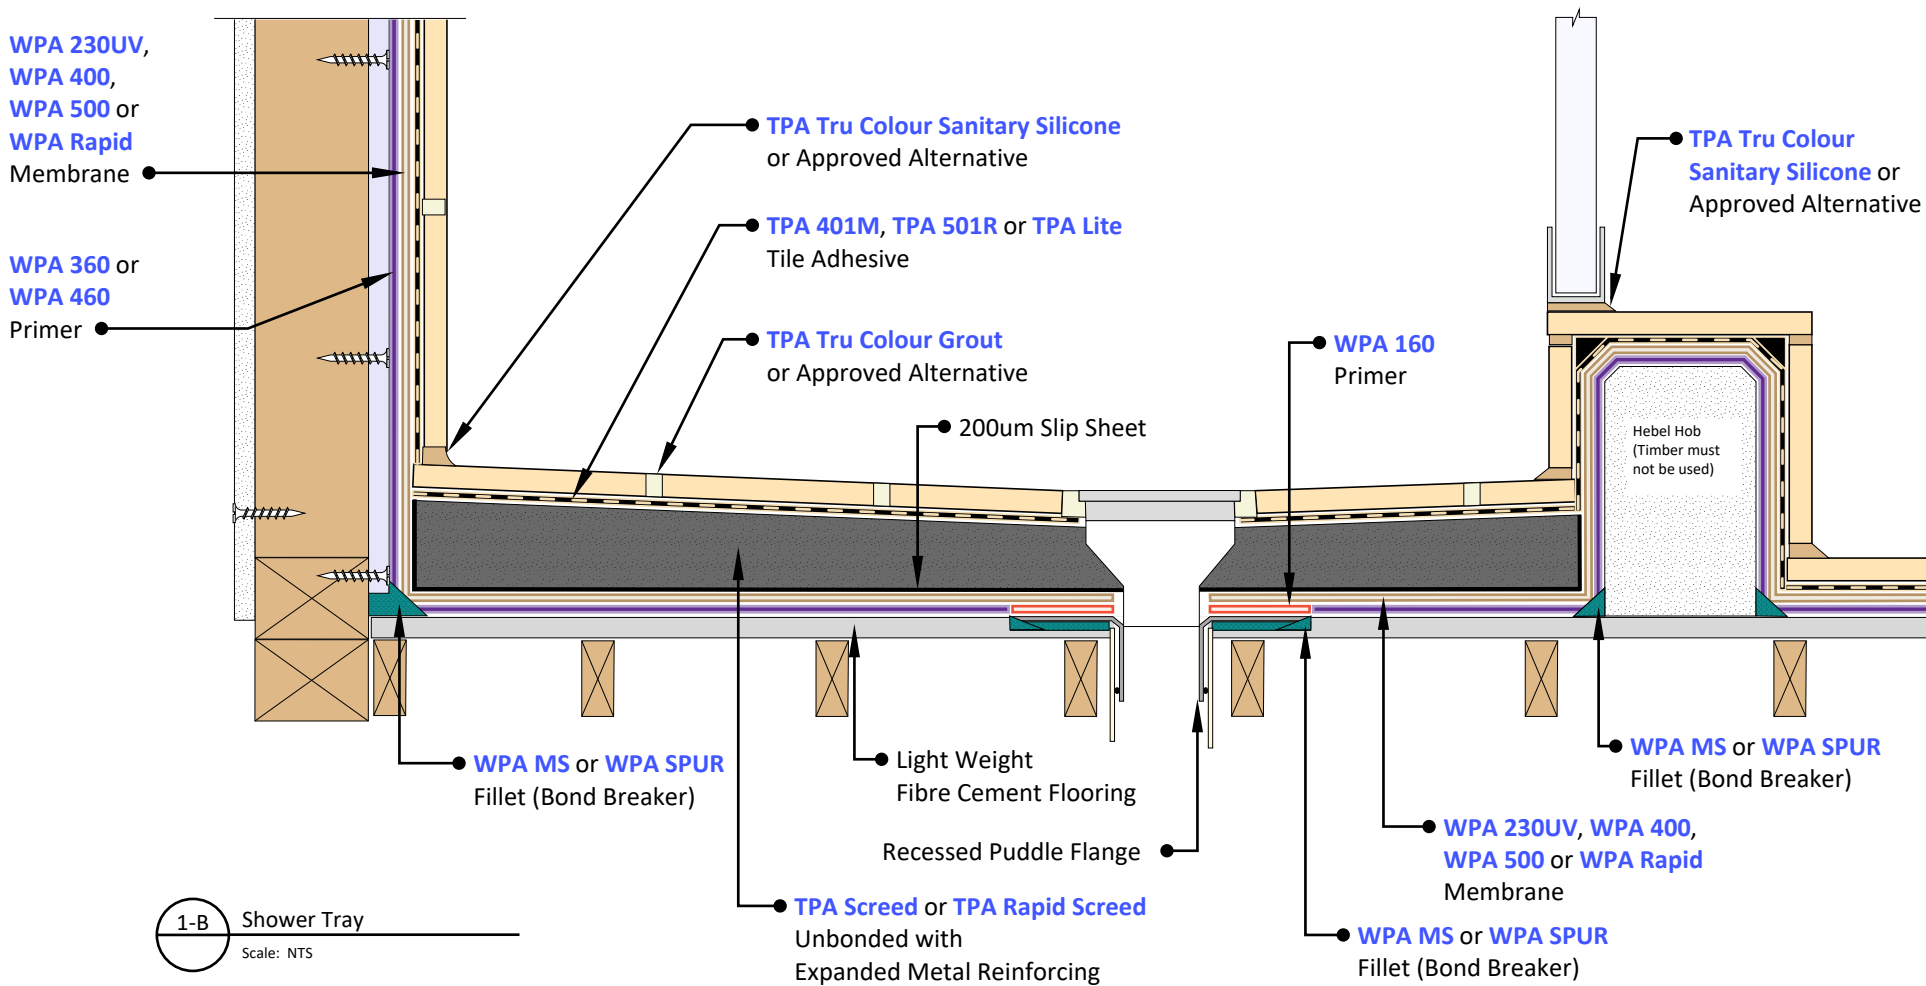 WPA 230UV,
WPA 400,
WPA 500 or
WPA Rapid
Membrane
WPA 360 or
WPA 460
Primer
TPA Tru Colour Sanitary Silicone
or Approved Alternative
TPA 401M, TPA 501R or TPA Lite
Tile Adhesive
TPA Tru Colour Grout
or Approved Alternative
200um Slip Sheet
WPA 160
Primer
TPA Tru Colour
Sanitary Silicone or
Approved Alternative
Hebel Hob
(Timber must
not be used)
WPA MS or WPA SPUR
Fillet (Bond Breaker)
Light Weight
Fibre Cement Flooring
Recessed Puddle Flange
TPA Screed or TPA Rapid Screed
Unbonded with
Expanded Metal Reinforcing
WPA MS or WPA SPUR
Fillet (Bond Breaker)
WPA 230UV, WPA 400,
WPA 500 or WPA Rapid
Membrane
WPA MS or WPA SPUR
Fillet (Bond Breaker)
1-B
Shower Tray
Scale: NTS